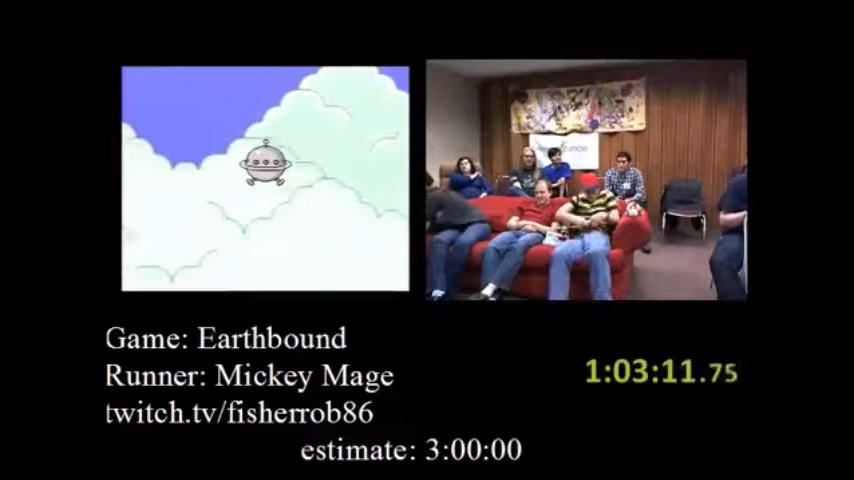 Game: Earthbound
Runner: Mickey Mage
twitch.tv/fisherrob86
estimate: 3:00:00
1:03:11.75